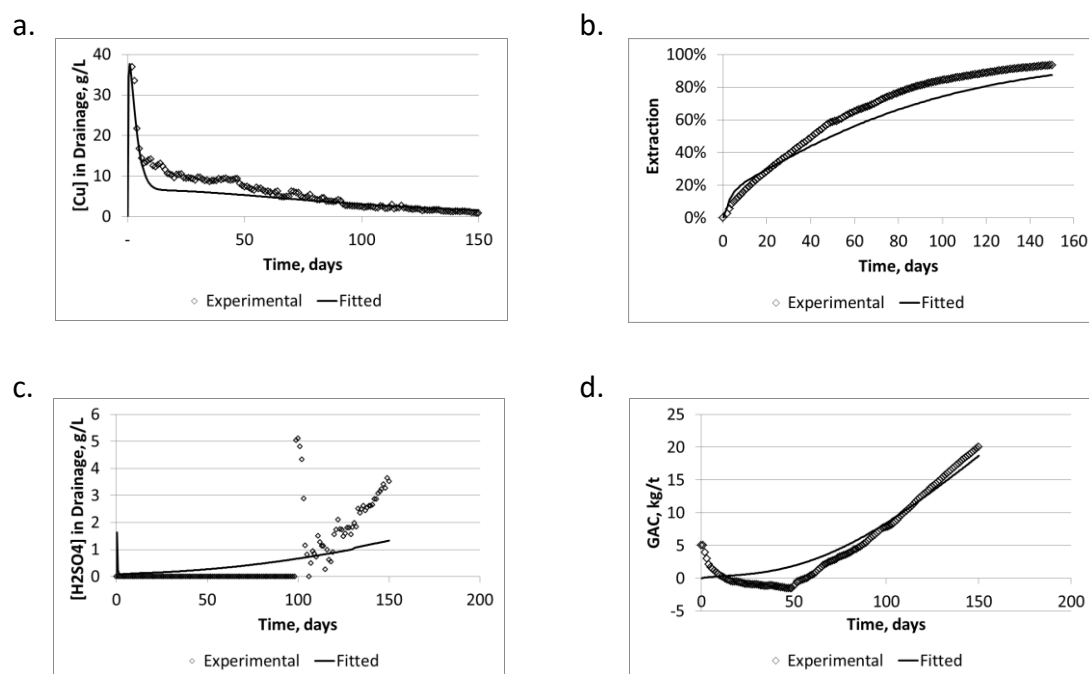 a.
[Cu] in Drainage, g/L
40
30
20
10
0
-
50
100
150
Time, days
Experimental
Fitted
b.
Extraction
100%
80%
60%
40%
20%
0%
0
20
40
60
80
100
120
140
160
Time, days
Experimental
Fitted
c.
[H2SO4] in Drainage, g/L
6
5
4
3
2
1
0
0
50
100
150
200
Time, days
Experimental
Fitted
d.
GAC, kg/t
25
20
15
10
5
0
-5
0
50
100
150
200
Time, days
Experimental
Fitted